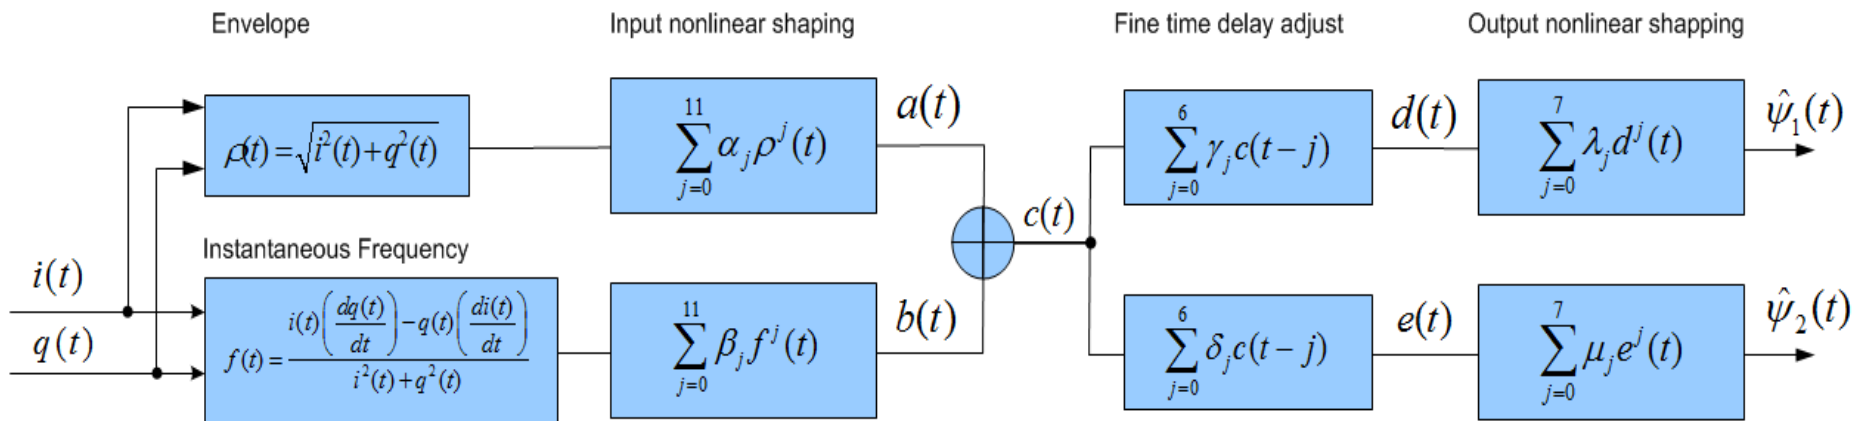 Envelope
Input nonlinear shaping
Fine time delay adjust
Output nonlinear shapping
ρ(t) = √(i²(t) + q²(t))
∑_{j=0}^{11} α_j ρ^j(t)
a(t)
∑_{j=0}^{6} γ_j c(t − j)
d(t)
∑_{j=0}^{7} λ_j d^j(t)
ψ̂₁(t)
c(t)
Instantaneous Frequency
i(t)
q(t)
f(t) = (i(t)(dq(t)/dt) − q(t)(di(t)/dt)) / (i²(t) + q²(t))
∑_{j=0}^{11} β_j f^j(t)
b(t)
∑_{j=0}^{6} δ_j c(t − j)
e(t)
∑_{j=0}^{7} μ_j e^j(t)
ψ̂₂(t)